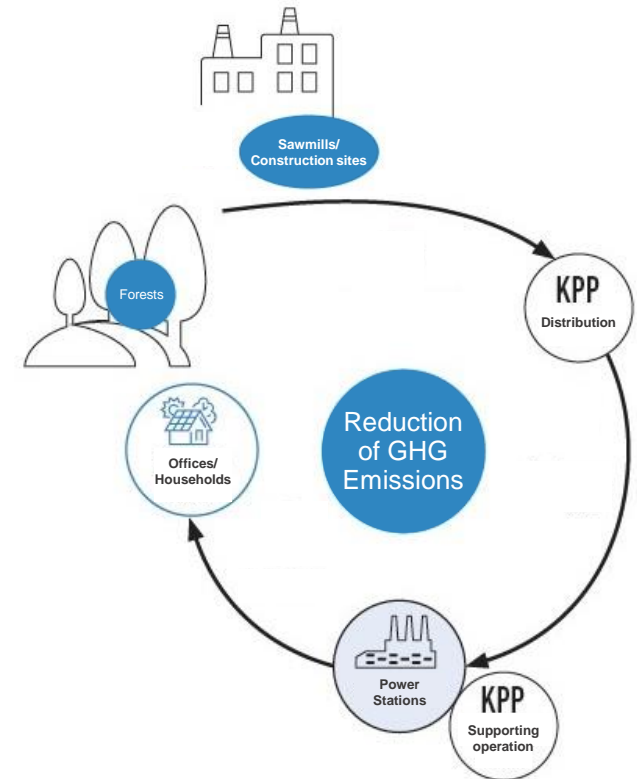 Sawmills/
Construction sites
Forests
KPP
Distribution
Offices/
Households
Reduction
of GHG
Emissions
Power
Stations
KPP
Supporting
operation